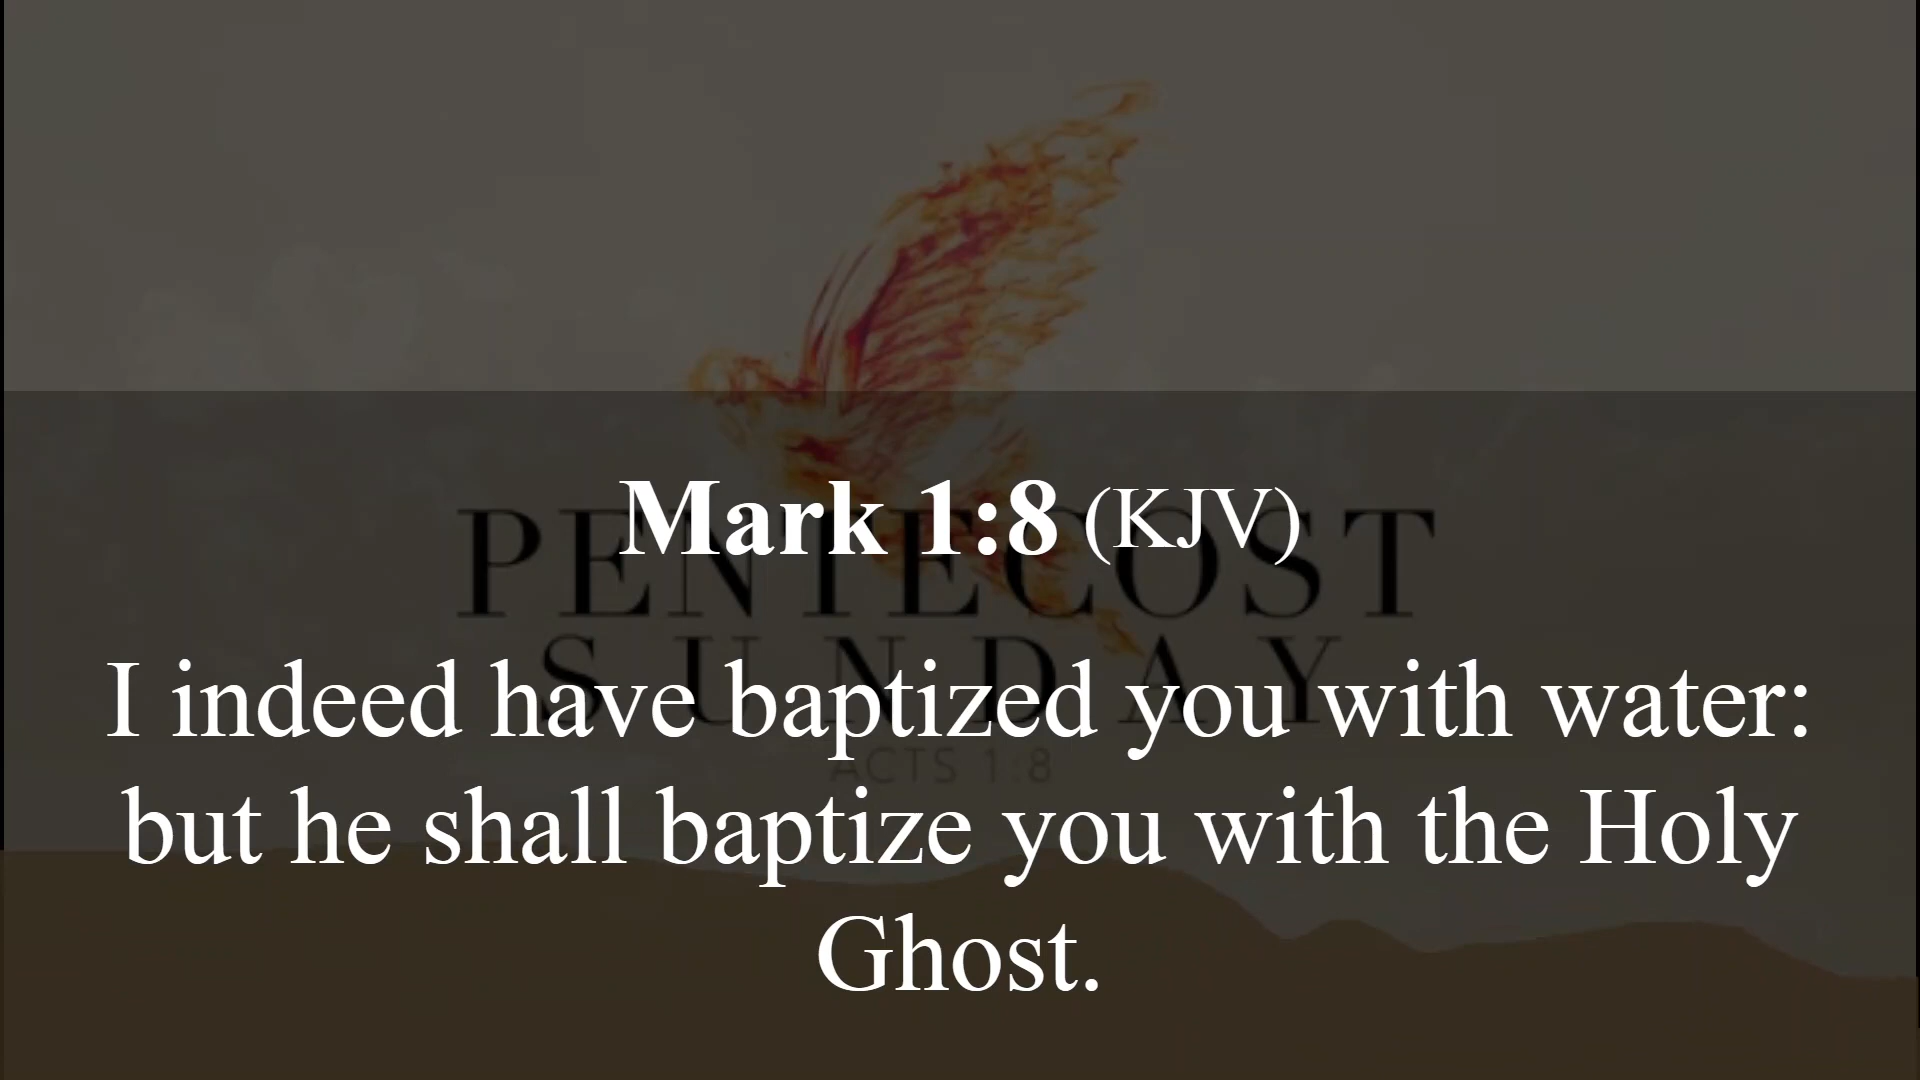 Mark 1:8 (KJV)
PENTECOST
SUNDAY
I indeed have baptized you with water:
ACTS 1:8
but he shall baptize you with the Holy
Ghost.